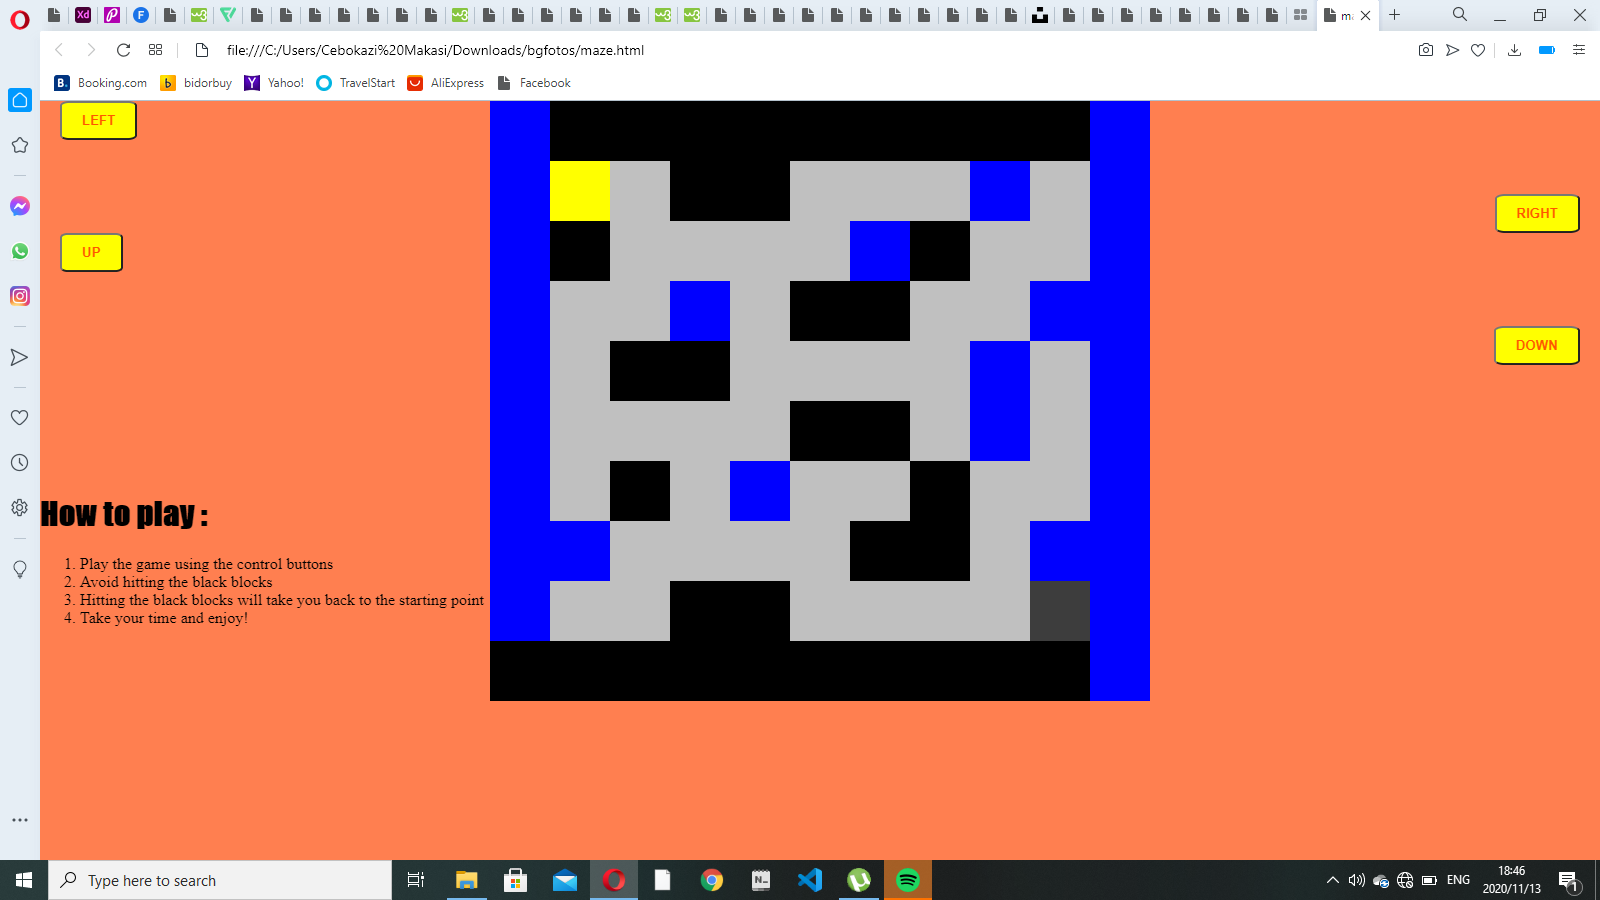 m
file:///C:/Users/Cebokazi%20Makasi/Downloads/bgfotos/maze.html
B. Booking.com b bidorbuy Y Yahoo! TravelStart AliExpress Facebook
LEFT
RIGHT
UP
DOWN
How to play :
1. Play the game using the control buttons
2. Avoid hitting the black blocks
3. Hitting the black blocks will take you back to the starting point
4. Take your time and enjoy!
Type here to search
ENG
18:46
2020/11/13
1